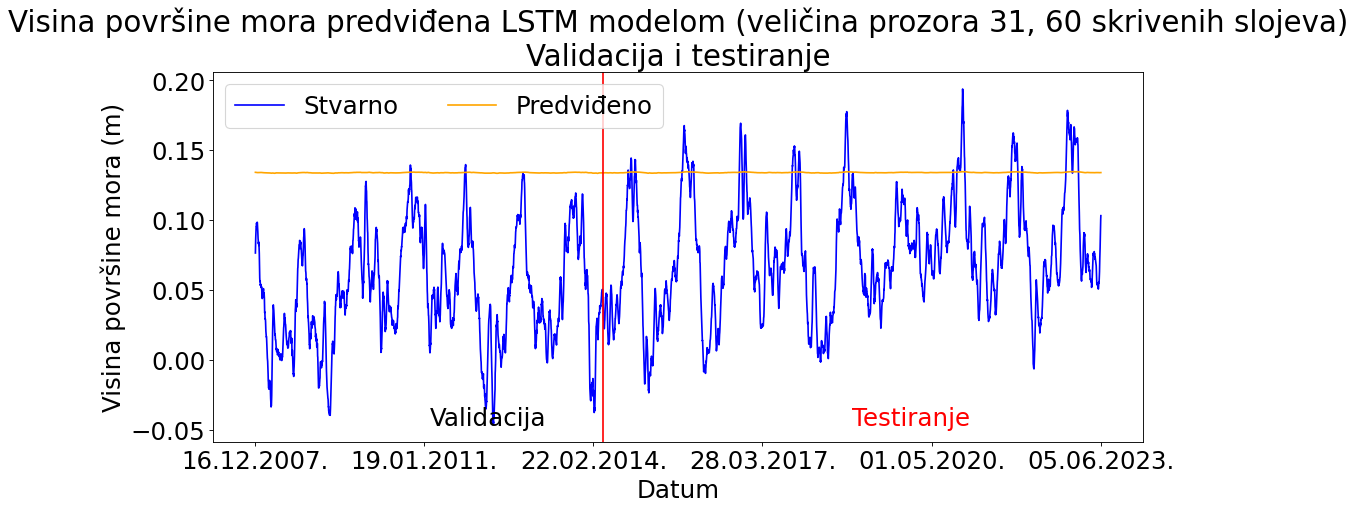 Visina površine mora predviđena LSTM modelom (veličina prozora 31, 60 skrivenih slojeva)
Validacija i testiranje
Stvarno
Predviđeno
Visina površine mora (m)
0.20
0.15
0.10
0.05
0.00
−0.05
Validacija
Testiranje
16.12.2007.
19.01.2011.
22.02.2014.
28.03.2017.
01.05.2020.
05.06.2023.
Datum